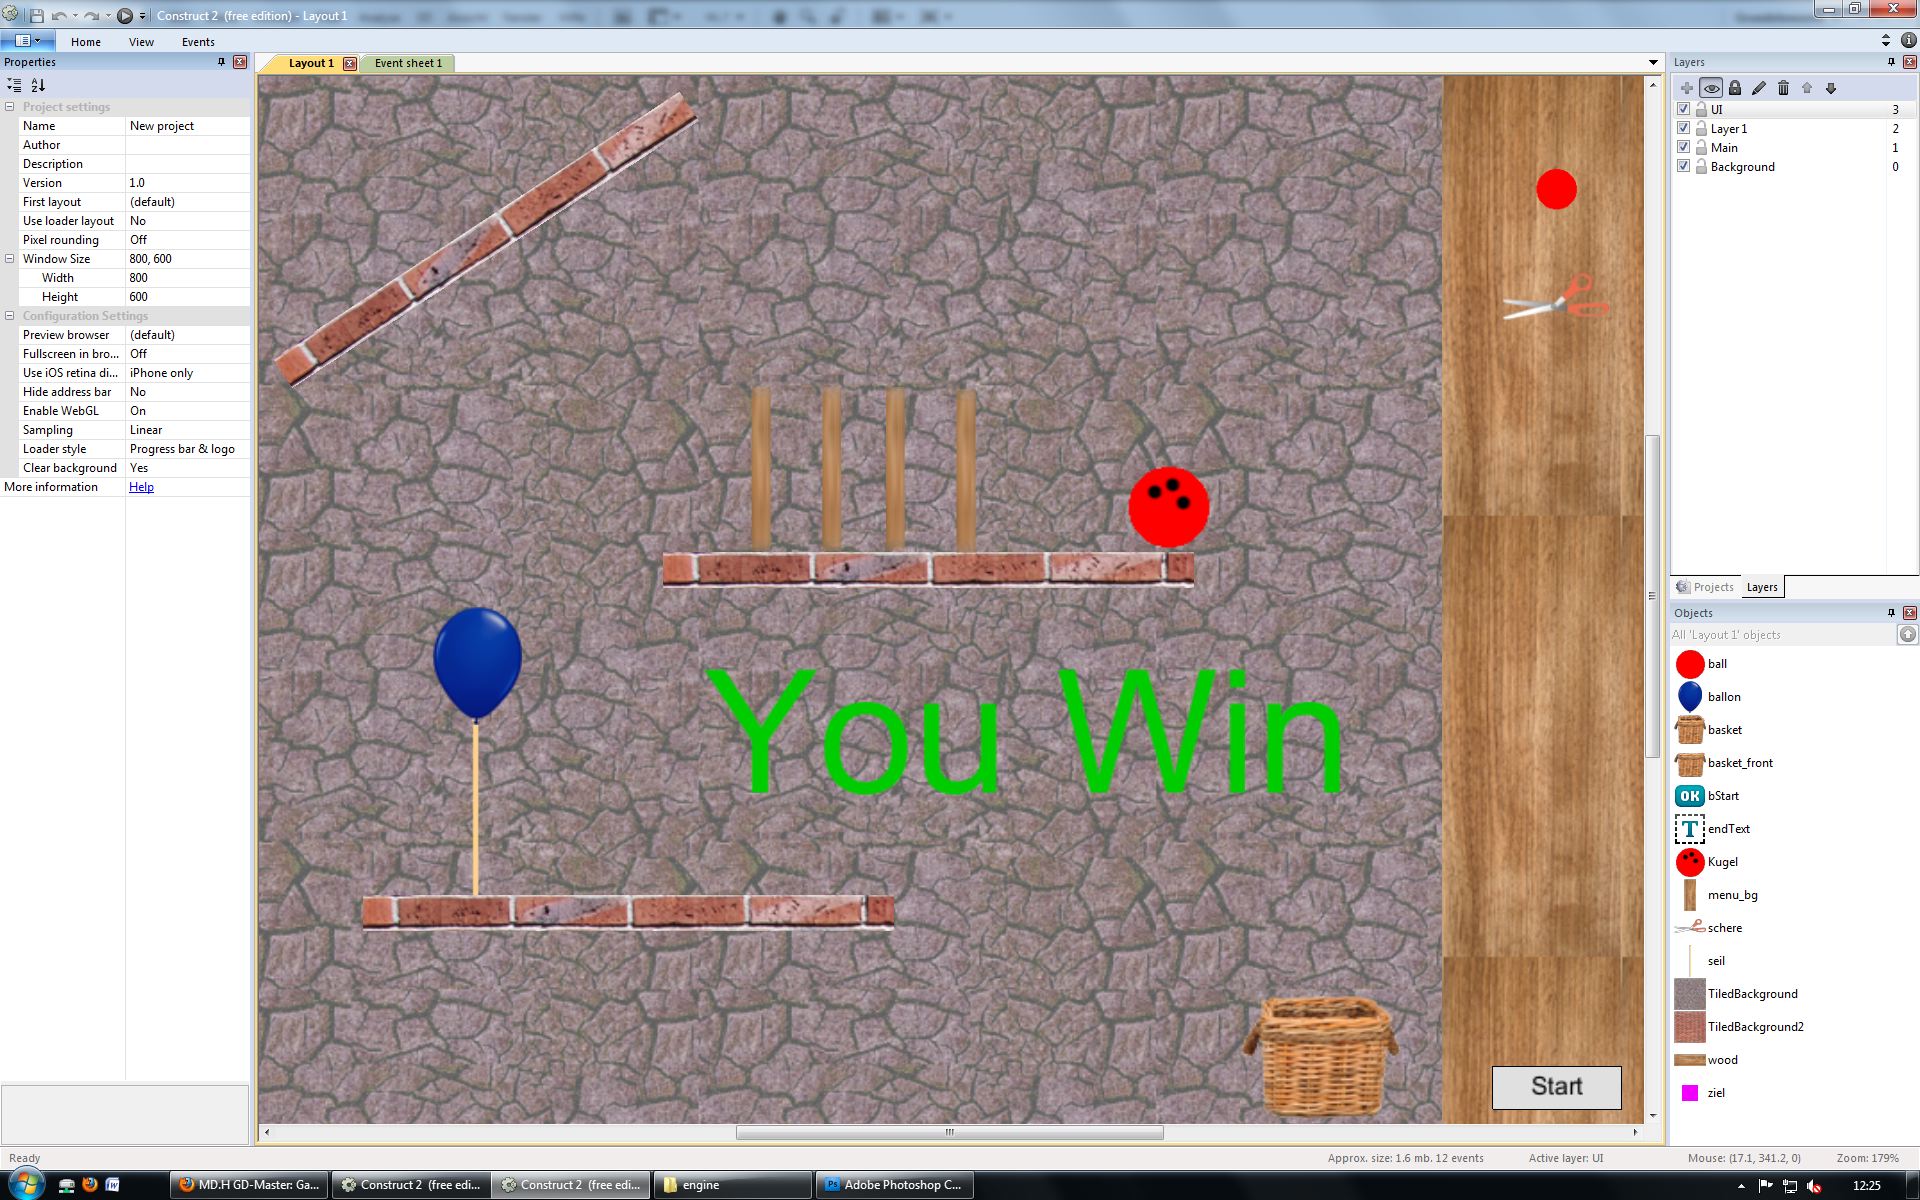 Construct 2 (free edition) - Layout 1
Home View Events
Properties
Project settings
Name New project
Author
Description
Version 1.0
First layout (default)
Use loader layout No
Pixel rounding Off
Window Size 800, 600
Width 800
Height 600
Configuration Settings
Preview browser (default)
Fullscreen in bro... Off
Use iOS retina di... iPhone only
Hide address bar No
Enable WebGL On
Sampling Linear
Loader style Progress bar & logo
Clear background Yes
More information Help
Layout 1 Event sheet 1
You Win
Start
Layers
UI 3
Layer 1 2
Main 1
Background 0
Projects Layers
Objects
All 'Layout 1' objects
ball
ballon
basket
basket_front
OK bStart
T endText
Kugel
menu_bg
schere
seil
TiledBackground
TiledBackground2
wood
ziel
Ready Approx. size: 1.6 mb. 12 events Active layer: UI Mouse: (17.1, 341.2, 0) Zoom: 179%
MD.H GD-Master: Ga... Construct 2 (free edi... Construct 2 (free edi... engine Ps Adobe Photoshop C... 12:25